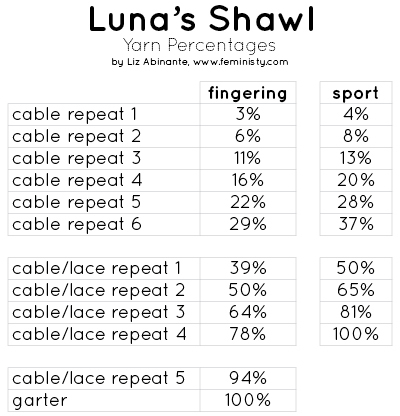 Luna's Shawl
Yarn Percentages
by Liz Abinante, www.feministy.com
fingering sport
cable repeat 1 3% 4%
cable repeat 2 6% 8%
cable repeat 3 11% 13%
cable repeat 4 16% 20%
cable repeat 5 22% 28%
cable repeat 6 29% 37%
cable/lace repeat 1 39% 50%
cable/lace repeat 2 50% 65%
cable/lace repeat 3 64% 81%
cable/lace repeat 4 78% 100%
cable/lace repeat 5 94%
garter 100%